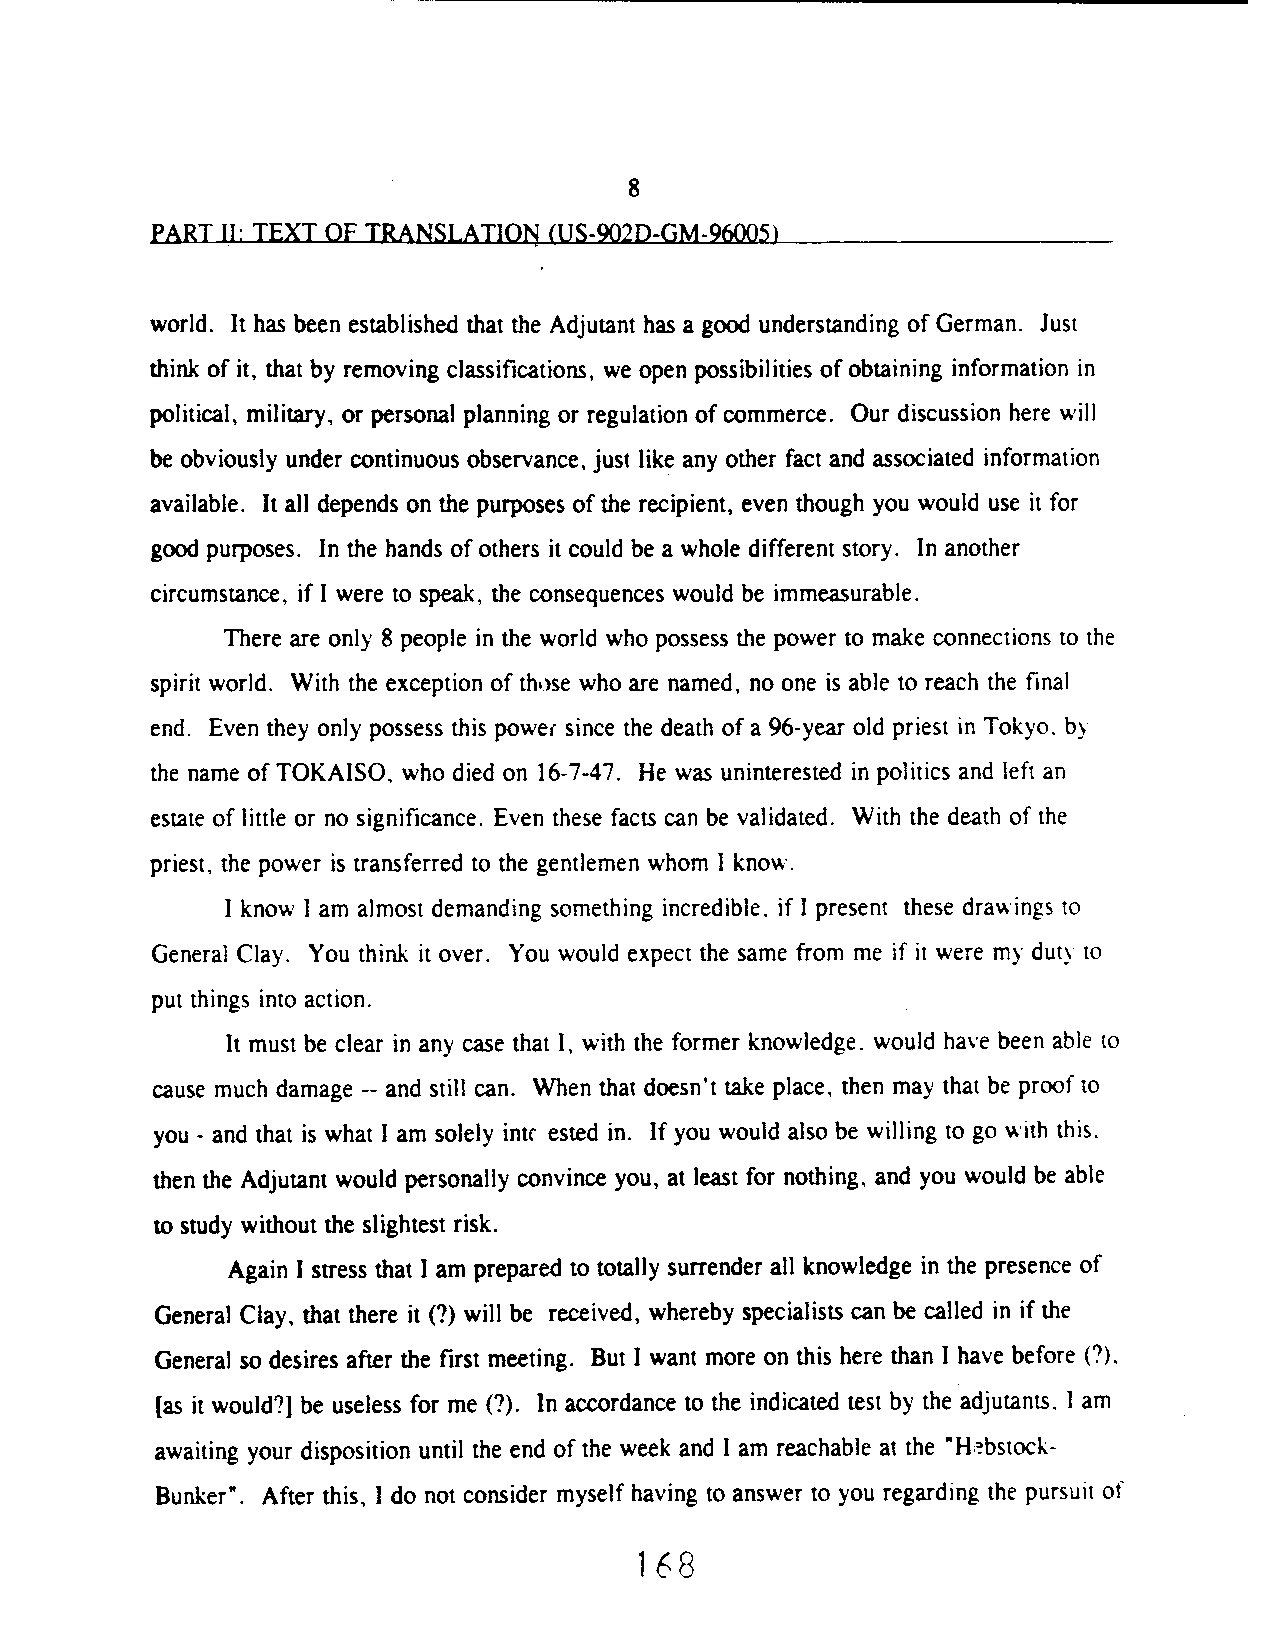 8
PART II: TEXT OF TRANSLATION (US-902D-GM-96005)
world. It has been established that the Adjutant has a good understanding of German. Just
think of it, that by removing classifications, we open possibilities of obtaining information in
political, military, or personal planning or regulation of commerce. Our discussion here will
be obviously under continuous observance, just like any other fact and associated information
available. It all depends on the purposes of the recipient, even though you would use it for
good purposes. In the hands of others it could be a whole different story. In another
circumstance, if I were to speak, the consequences would be immeasurable.
There are only 8 people in the world who possess the power to make connections to the
spirit world. With the exception of those who are named, no one is able to reach the final
end. Even they only possess this power since the death of a 96-year old priest in Tokyo, by
the name of TOKAISO, who died on 16-7-47. He was uninterested in politics and left an
estate of little or no significance. Even these facts can be validated. With the death of the
priest, the power is transferred to the gentlemen whom I know.
I know I am almost demanding something incredible, if I present these drawings to
General Clay. You think it over. You would expect the same from me if it were my duty to
put things into action.
It must be clear in any case that I, with the former knowledge, would have been able to
cause much damage -- and still can. When that doesn't take place, then may that be proof to
you - and that is what I am solely intr ested in. If you would also be willing to go with this,
then the Adjutant would personally convince you, at least for nothing, and you would be able
to study without the slightest risk.
Again I stress that I am prepared to totally surrender all knowledge in the presence of
General Clay, that there it (?) will be received, whereby specialists can be called in if the
General so desires after the first meeting. But I want more on this here than I have before (?),
[as it would?] be useless for me (?). In accordance to the indicated test by the adjutants, I am
awaiting your disposition until the end of the week and I am reachable at the "Hebstock-
Bunker". After this, I do not consider myself having to answer to you regarding the pursuit of
168